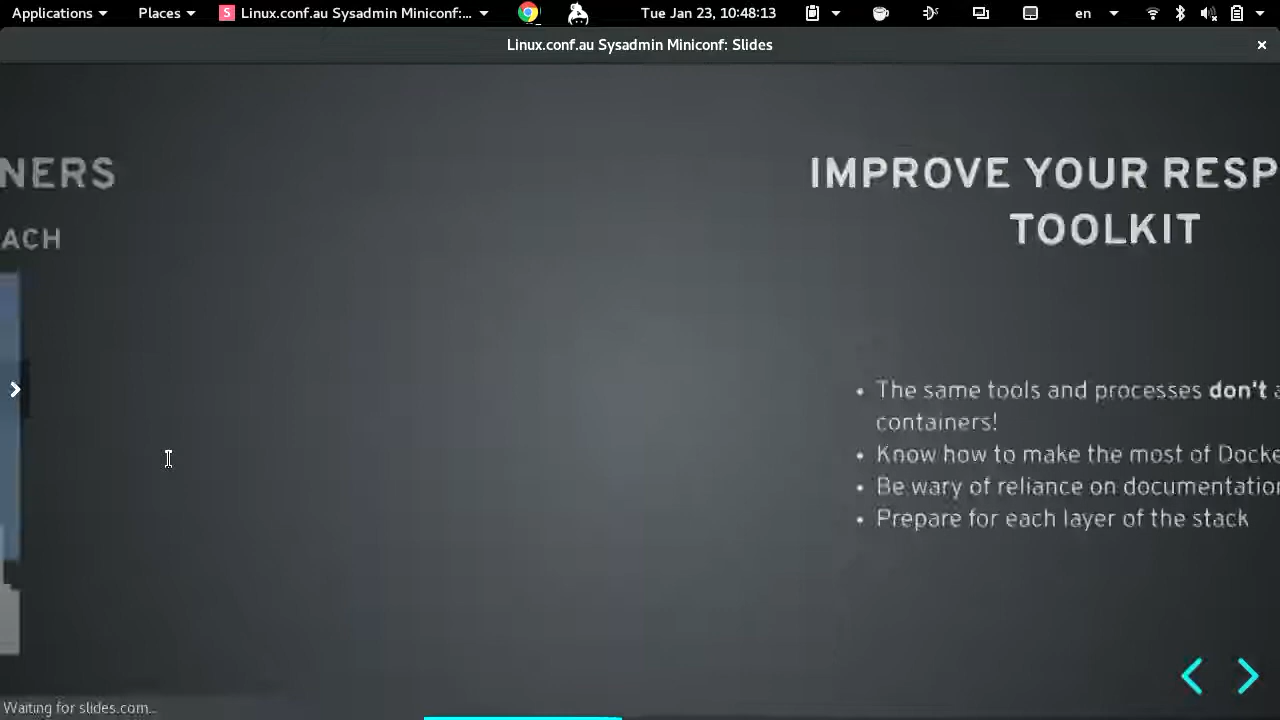 Applications
Places
S
Linux.conf.au Sysadmin Miniconf:...
Tue Jan 23, 10:48:13
en
Linux.conf.au Sysadmin Miniconf: Slides
NERS
ACH
IMPROVE YOUR RESP
TOOLKIT
• The same tools and processes don't a
containers!
• Know how to make the most of Docke
• Be wary of reliance on documentation
• Prepare for each layer of the stack
Waiting for slides.com...